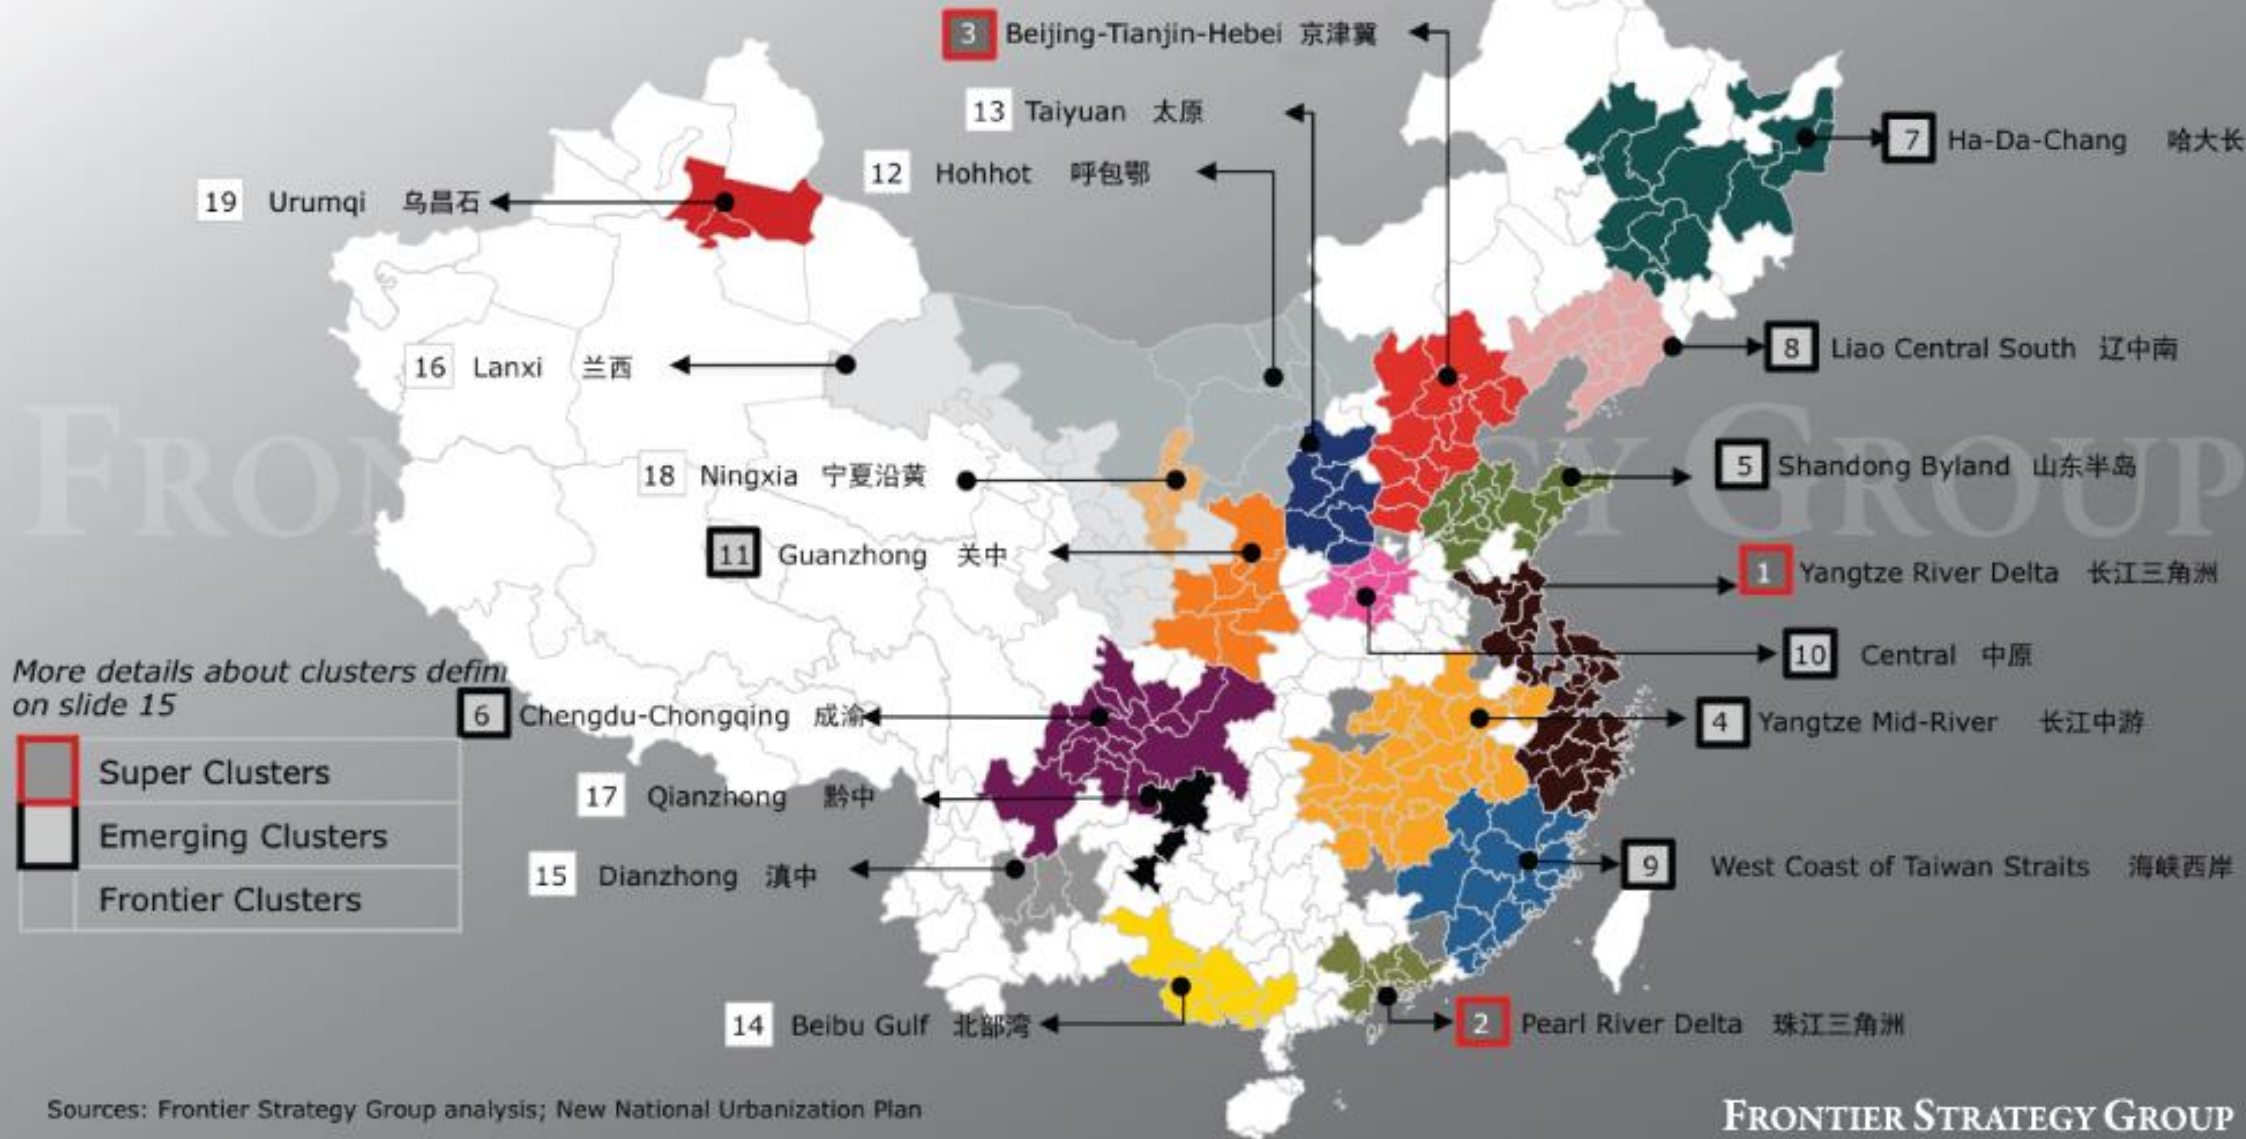 3 Beijing-Tianjin-Hebei 京津冀
13 Taiyuan 太原
12 Hohhot 呼包鄂
7 Ha-Da-Chang 哈大长
19 Urumqi 乌昌石
8 Liao Central South 辽中南
16 Lanxi 兰西
FRONTIER STRATEGY GROUP
5 Shandong Byland 山东半岛
18 Ningxia 宁夏沿黄
11 Guanzhong 关中
1 Yangtze River Delta 长江三角洲
10 Central 中原
More details about clusters defini
on slide 15
6 Chengdu-Chongqing 成渝
4 Yangtze Mid-River 长江中游
Super Clusters
17 Qianzhong 黔中
Emerging Clusters
15 Dianzhong 滇中
9 West Coast of Taiwan Straits 海峡西岸
Frontier Clusters
14 Beibu Gulf 北部湾
2 Pearl River Delta 珠江三角洲
Sources: Frontier Strategy Group analysis; New National Urbanization Plan
FRONTIER STRATEGY GROUP